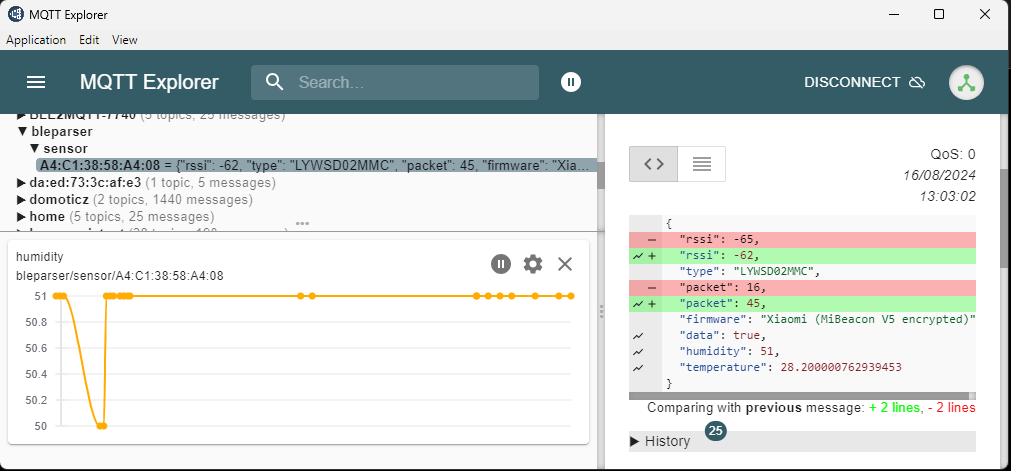 MQTT Explorer
Application Edit View
MQTT Explorer
Search...
DISCONNECT
BLE2MQTT-7740 (5 topics, 25 messages)
▼ bleparser
▼ sensor
A4:C1:38:58:A4:08 = {"rssi": -62, "type": "LYWSD02MMC", "packet": 45, "firmware": "Xia...
▶ da:ed:73:3c:af:e3 (1 topic, 5 messages)
▶ domoticz (2 topics, 1440 messages)
▶ home (5 topics, 25 messages)
humidity
bleparser/sensor/A4:C1:38:58:A4:08
51
50.8
50.6
50.4
50.2
50
QoS: 0
16/08/2024
13:03:02
{
- "rssi": -65,
+ "rssi": -62,
"type": "LYWSD02MMC",
- "packet": 16,
+ "packet": 45,
"firmware": "Xiaomi (MiBeacon V5 encrypted)"
"data": true,
"humidity": 51,
"temperature": 28.200000762939453
}
Comparing with previous message: + 2 lines, - 2 lines
25
▶ History